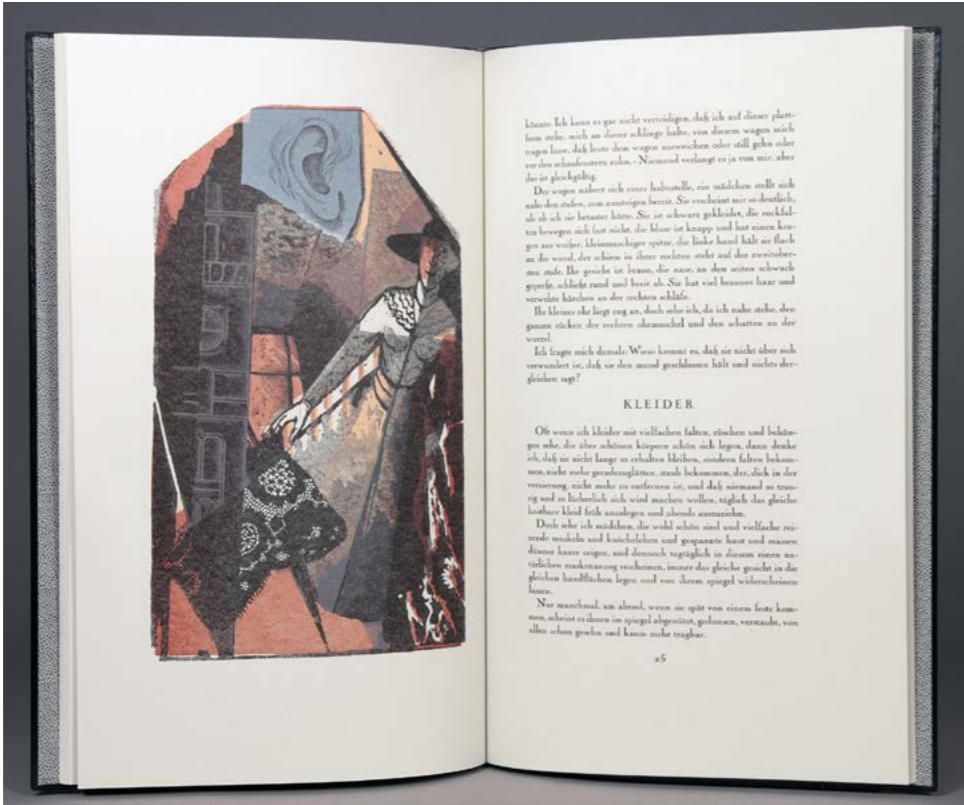 könnte. Ich kann es gar nicht vertridigen, daß ich auf dieser platt-
form stehe, mich an dieser schlinge halte, von diesem wagen mich
tragen lasse, daß leute dem wagen ausweichen oder still gehn oder
vor den schaufenstern ruhn.- Niemand verlangt es ja von mir, aber
das ist gleichgültig.
Der wagen nähert sich einer haltestelle, ein mädchen stellt sich
nahe den stufen, zum aussteigen bereit. Sie erscheint mir so deutlich,
als ob ich sie betastet hätte. Sie ist schwarz gekleidet, die rockfal-
ten bewegen sich fast nicht, die bluse ist knapp und hat einen kra-
gen aus weißer, kleinmaschiger spitze, die linke hand hält sie flach
an die wand, der schirm in ihrer rechten steht auf der zweitober-
sten stufe. Ihr gesicht ist braun, die nase, an den seiten schwach
gepreßt, schließt rund und breit ab. Sie hat viel braunes haar und
verwehte härchen an der rechten schläfe.
Ihr kleines ohr liegt eng an, doch sehe ich, da ich nahe stehe, den
ganzen rücken der rechten ohrmuschel und den schatten an der
wurzel.
Ich fragte mich damals: Wieso kommt es, daß sie nicht über sich
verwundert ist, daß sie den mund geschlossen hält und nichts der-
gleichen sagt?
KLEIDER
Oft wenn ich kleider mit vielfachen falten, rüschen und behän-
gen sehe, die über schönen körpern schön sich legen, dann denke
ich, daß sie nicht lange so erhalten bleiben, sondern falten bekom-
men, nicht mehr geradezuglätten, staub bekommen, der, dick in der
verzierung, nicht mehr zu entfernen ist, und daß niemand so trau-
rig und so lächerlich sich wird machen wollen, täglich das gleiche
kostbare kleid früh anzulegen und abends auszuziehn.
Doch sehe ich mädchen, die wohl schön sind und vielfache rei-
zende muskeln und knöchelchen und gespannte haut und massen
dünner haare zeigen, und dennoch tagtäglich in diesem einen na-
türlichen maskenanzug erscheinen, immer das gleiche gesicht in die
gleichen handflächen legen und von ihrem spiegel widerscheinen
lassen.
Nur manchmal, am abend, wenn sie spät von einem feste kom-
men, scheint es ihnen im spiegel abgenützt, gedunsen, verstaubt, von
allen schon gesehn und kaum mehr tragbar.
25